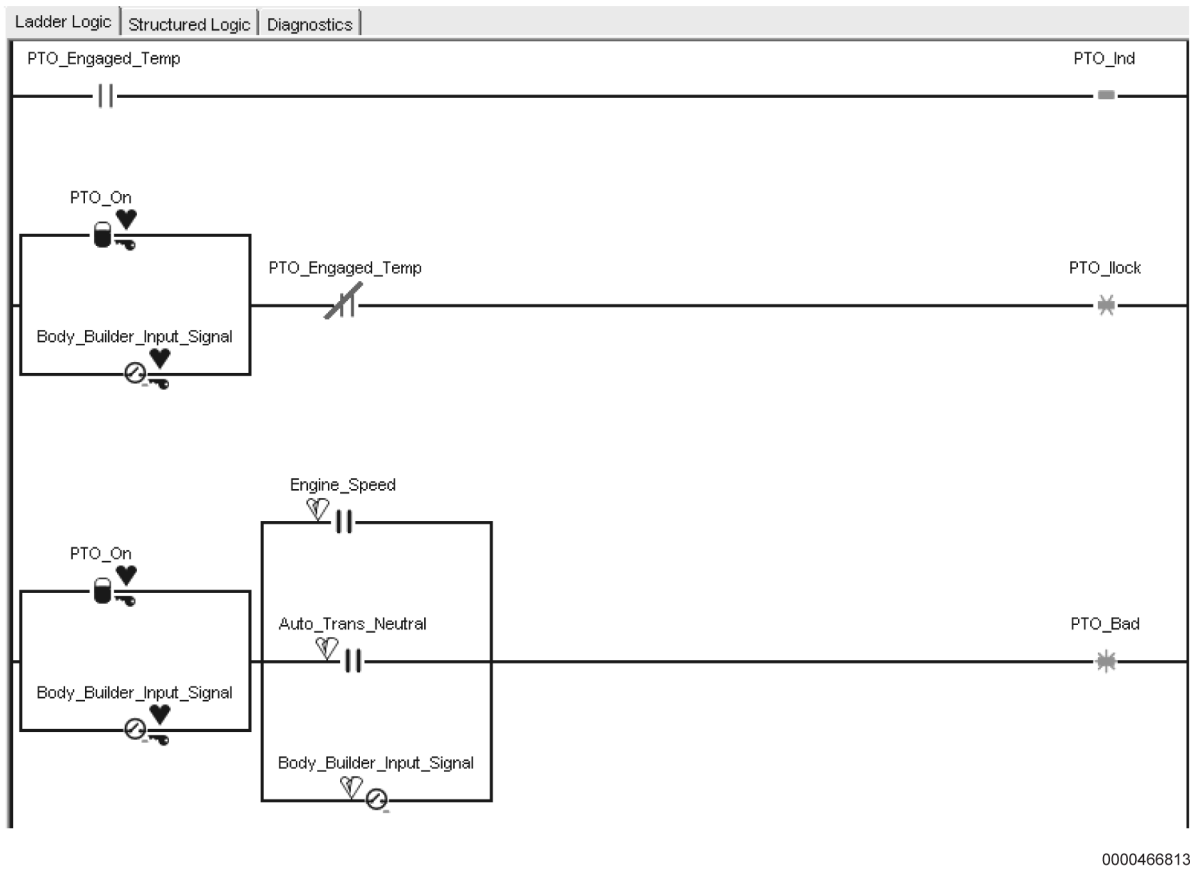 Ladder Logic Structured Logic Diagnostics
PTO_Engaged_Temp PTO_Ind
PTO_On
PTO_Engaged_Temp PTO_Ilock
Body_Builder_Input_Signal
Engine_Speed
PTO_On
Auto_Trans_Neutral PTO_Bad
Body_Builder_Input_Signal
Body_Builder_Input_Signal
0000466813